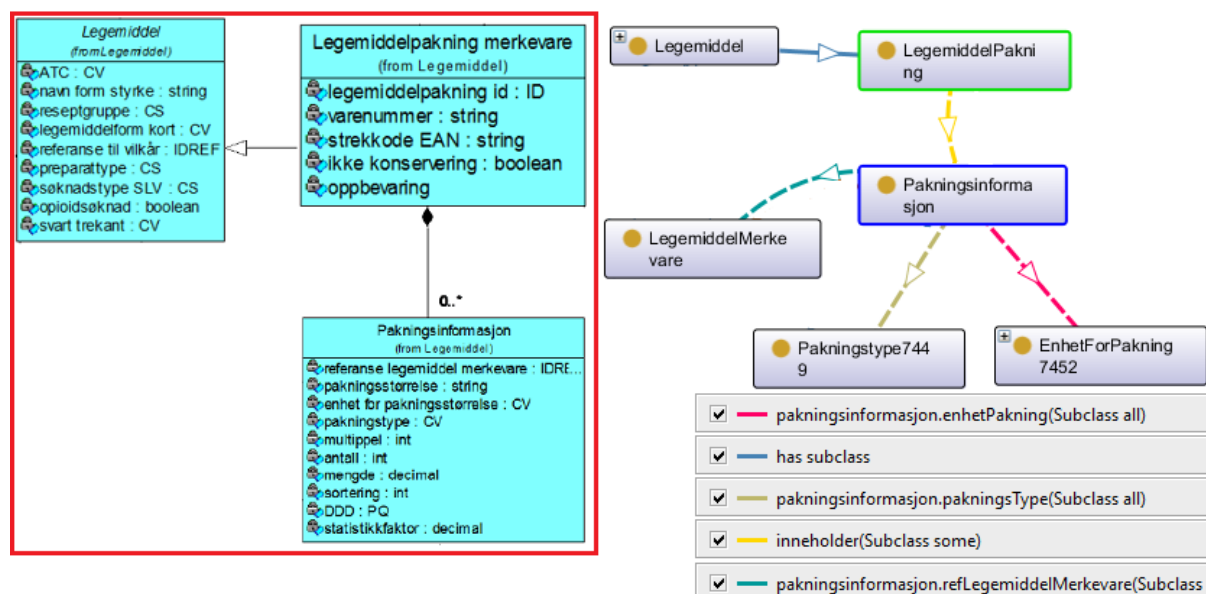 Legemiddel
(from Legemiddel)
ATC : CV
navn form styrke : string
reseptgruppe : CS
legemiddelform kort : CV
referanse til vilkår : IDREF
preparattype : CS
søknadstype SLV : CS
opioidsøknad : boolean
svart trekant : CV
Legemiddelpakning merkevare
(from Legemiddel)
legemiddelpakning id : ID
varenummer : string
strekkode EAN : string
ikke konservering : boolean
oppbevaring
0..*
Pakningsinformasjon
(from Legemiddel)
referanse legemiddel merkevare : IDRE...
pakningsstørrelse : string
enhet for pakningsstørrelse : CV
pakningstype : CV
multippel : int
antall : int
mengde : decimal
sortering : int
DDD : PQ
statistikkfaktor : decimal
Legemiddel
LegemiddelPakni
ng
Pakningsinforma
sjon
LegemiddelMerke
vare
Pakningstype744
9
EnhetForPakning
7452
pakningsinformasjon.enhetPakning(Subclass all)
has subclass
pakningsinformasjon.pakningsType(Subclass all)
inneholder(Subclass some)
pakningsinformasjon.refLegemiddelMerkevare(Subclass